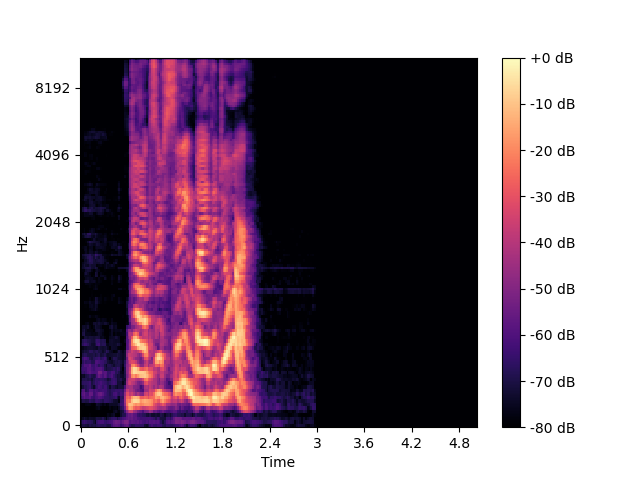 8192
4096
2048
1024
512
0
Hz
0 0.6 1.2 1.8 2.4 3 3.6 4.2 4.8
Time
+0 dB
-10 dB
-20 dB
-30 dB
-40 dB
-50 dB
-60 dB
-70 dB
-80 dB